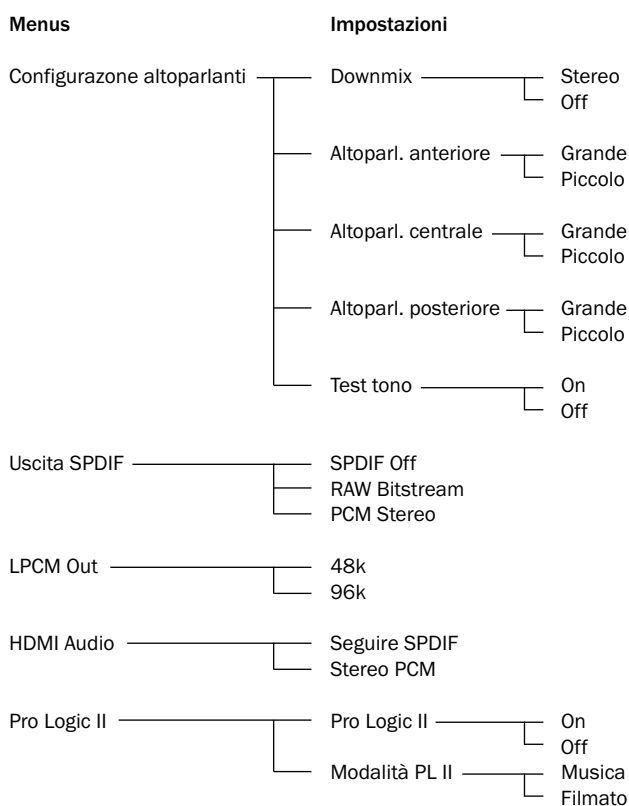 Menus Impostazioni
Configurazone altoparlanti Downmix Stereo
Off
Altoparl. anteriore Grande
Piccolo
Altoparl. centrale Grande
Piccolo
Altoparl. posteriore Grande
Piccolo
Test tono On
Off
Uscita SPDIF SPDIF Off
RAW Bitstream
PCM Stereo
LPCM Out 48k
96k
HDMI Audio Seguire SPDIF
Stereo PCM
Pro Logic II Pro Logic II On
Off
Modalità PL II Musica
Filmato